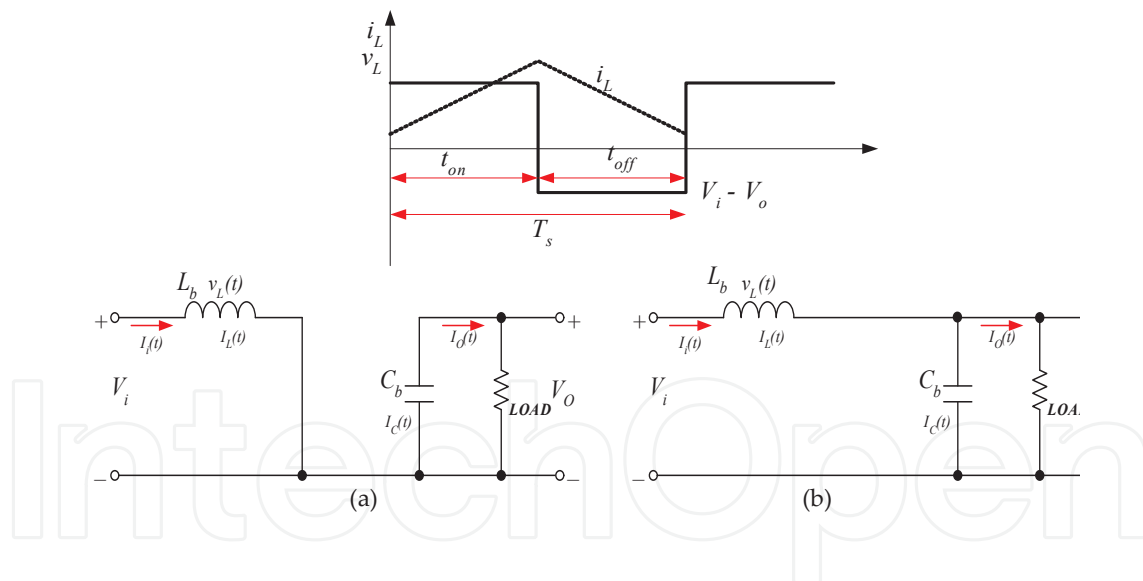 i_L
v_L
i_L
t_on
t_off
V_i - V_o
T_s
L_b v_L(t)
+
I_i(t)
I_L(t)
I_O(t)
+
V_i
C_b
I_C(t)
LOAD
V_O
−
−
(a)
L_b v_L(t)
+
I_i(t)
I_L(t)
I_O(t)
V_i
C_b
I_C(t)
LOA
−
(b)
IntechOpen